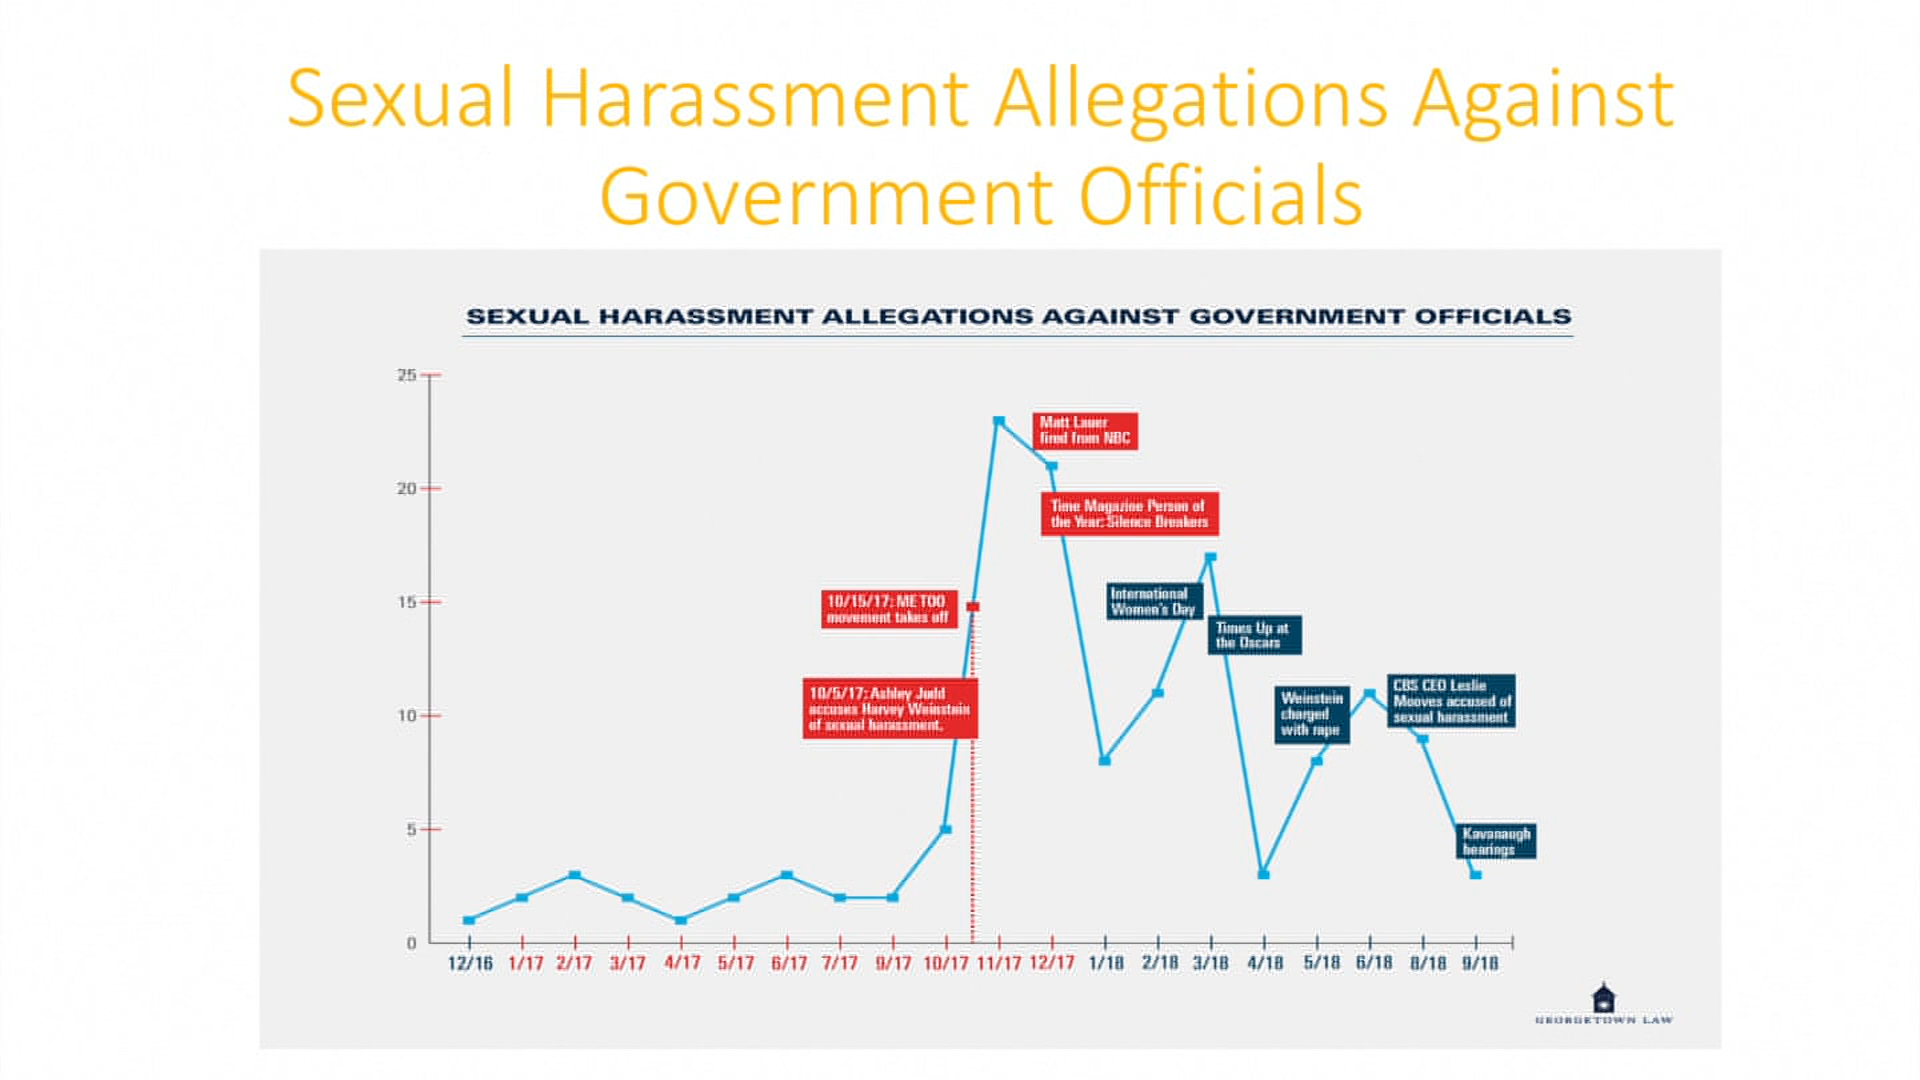 Sexual Harassment Allegations Against
Government Officials
SEXUAL HARASSMENT ALLEGATIONS AGAINST GOVERNMENT OFFICIALS
25
20
15
10
5
0
Matt Lauer
fired from NBC
Time Magazine Person of
the Year: Silence Breakers
10/15/17: ME TOO
movement takes off
International
Women's Day
Times Up at
the Oscars
10/5/17: Ashley Judd
accuses Harvey Weinstein
of sexual harassment.
Weinstein
charged
with rape
CBS CEO Leslie
Mooves accused of
sexual harassment
Kavanaugh
hearings
12/16 1/17 2/17 3/17 4/17 5/17 6/17 7/17 9/17 10/17 11/17 12/17 1/18 2/18 3/18 4/18 5/18 6/18 8/18 9/18
GEORGETOWN LAW